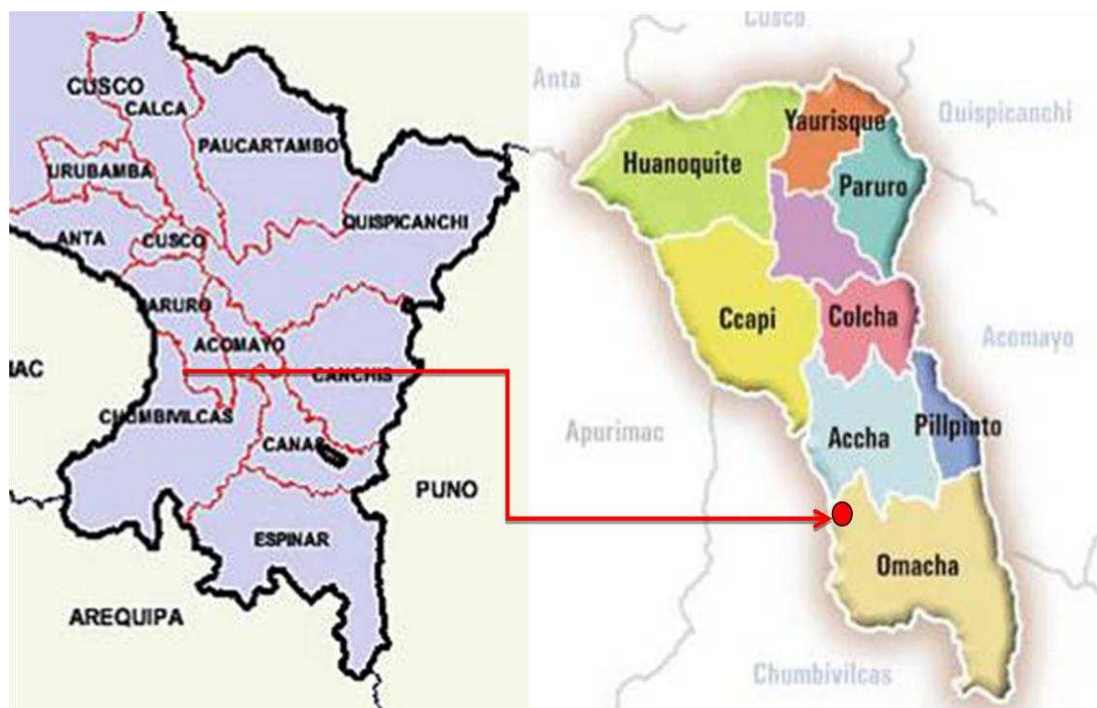 CUSCO
CALCA
PAUCARTAMBO
URUBAMBA
QUISPICANCHI
ANTA
CUSCO
PARURO
ACOMAYO
CANCHIS
CHUMBIVILCAS
CANAS
PUNO
ESPINAR
AREQUIPA
MAC
Cusco
Anta
Quispicanchi
Yaurisque
Huanoquite
Paruro
Ccapi
Colcha
Acomayo
Apurimac
Accha
Pillpinto
Omacha
Chumbivilcas